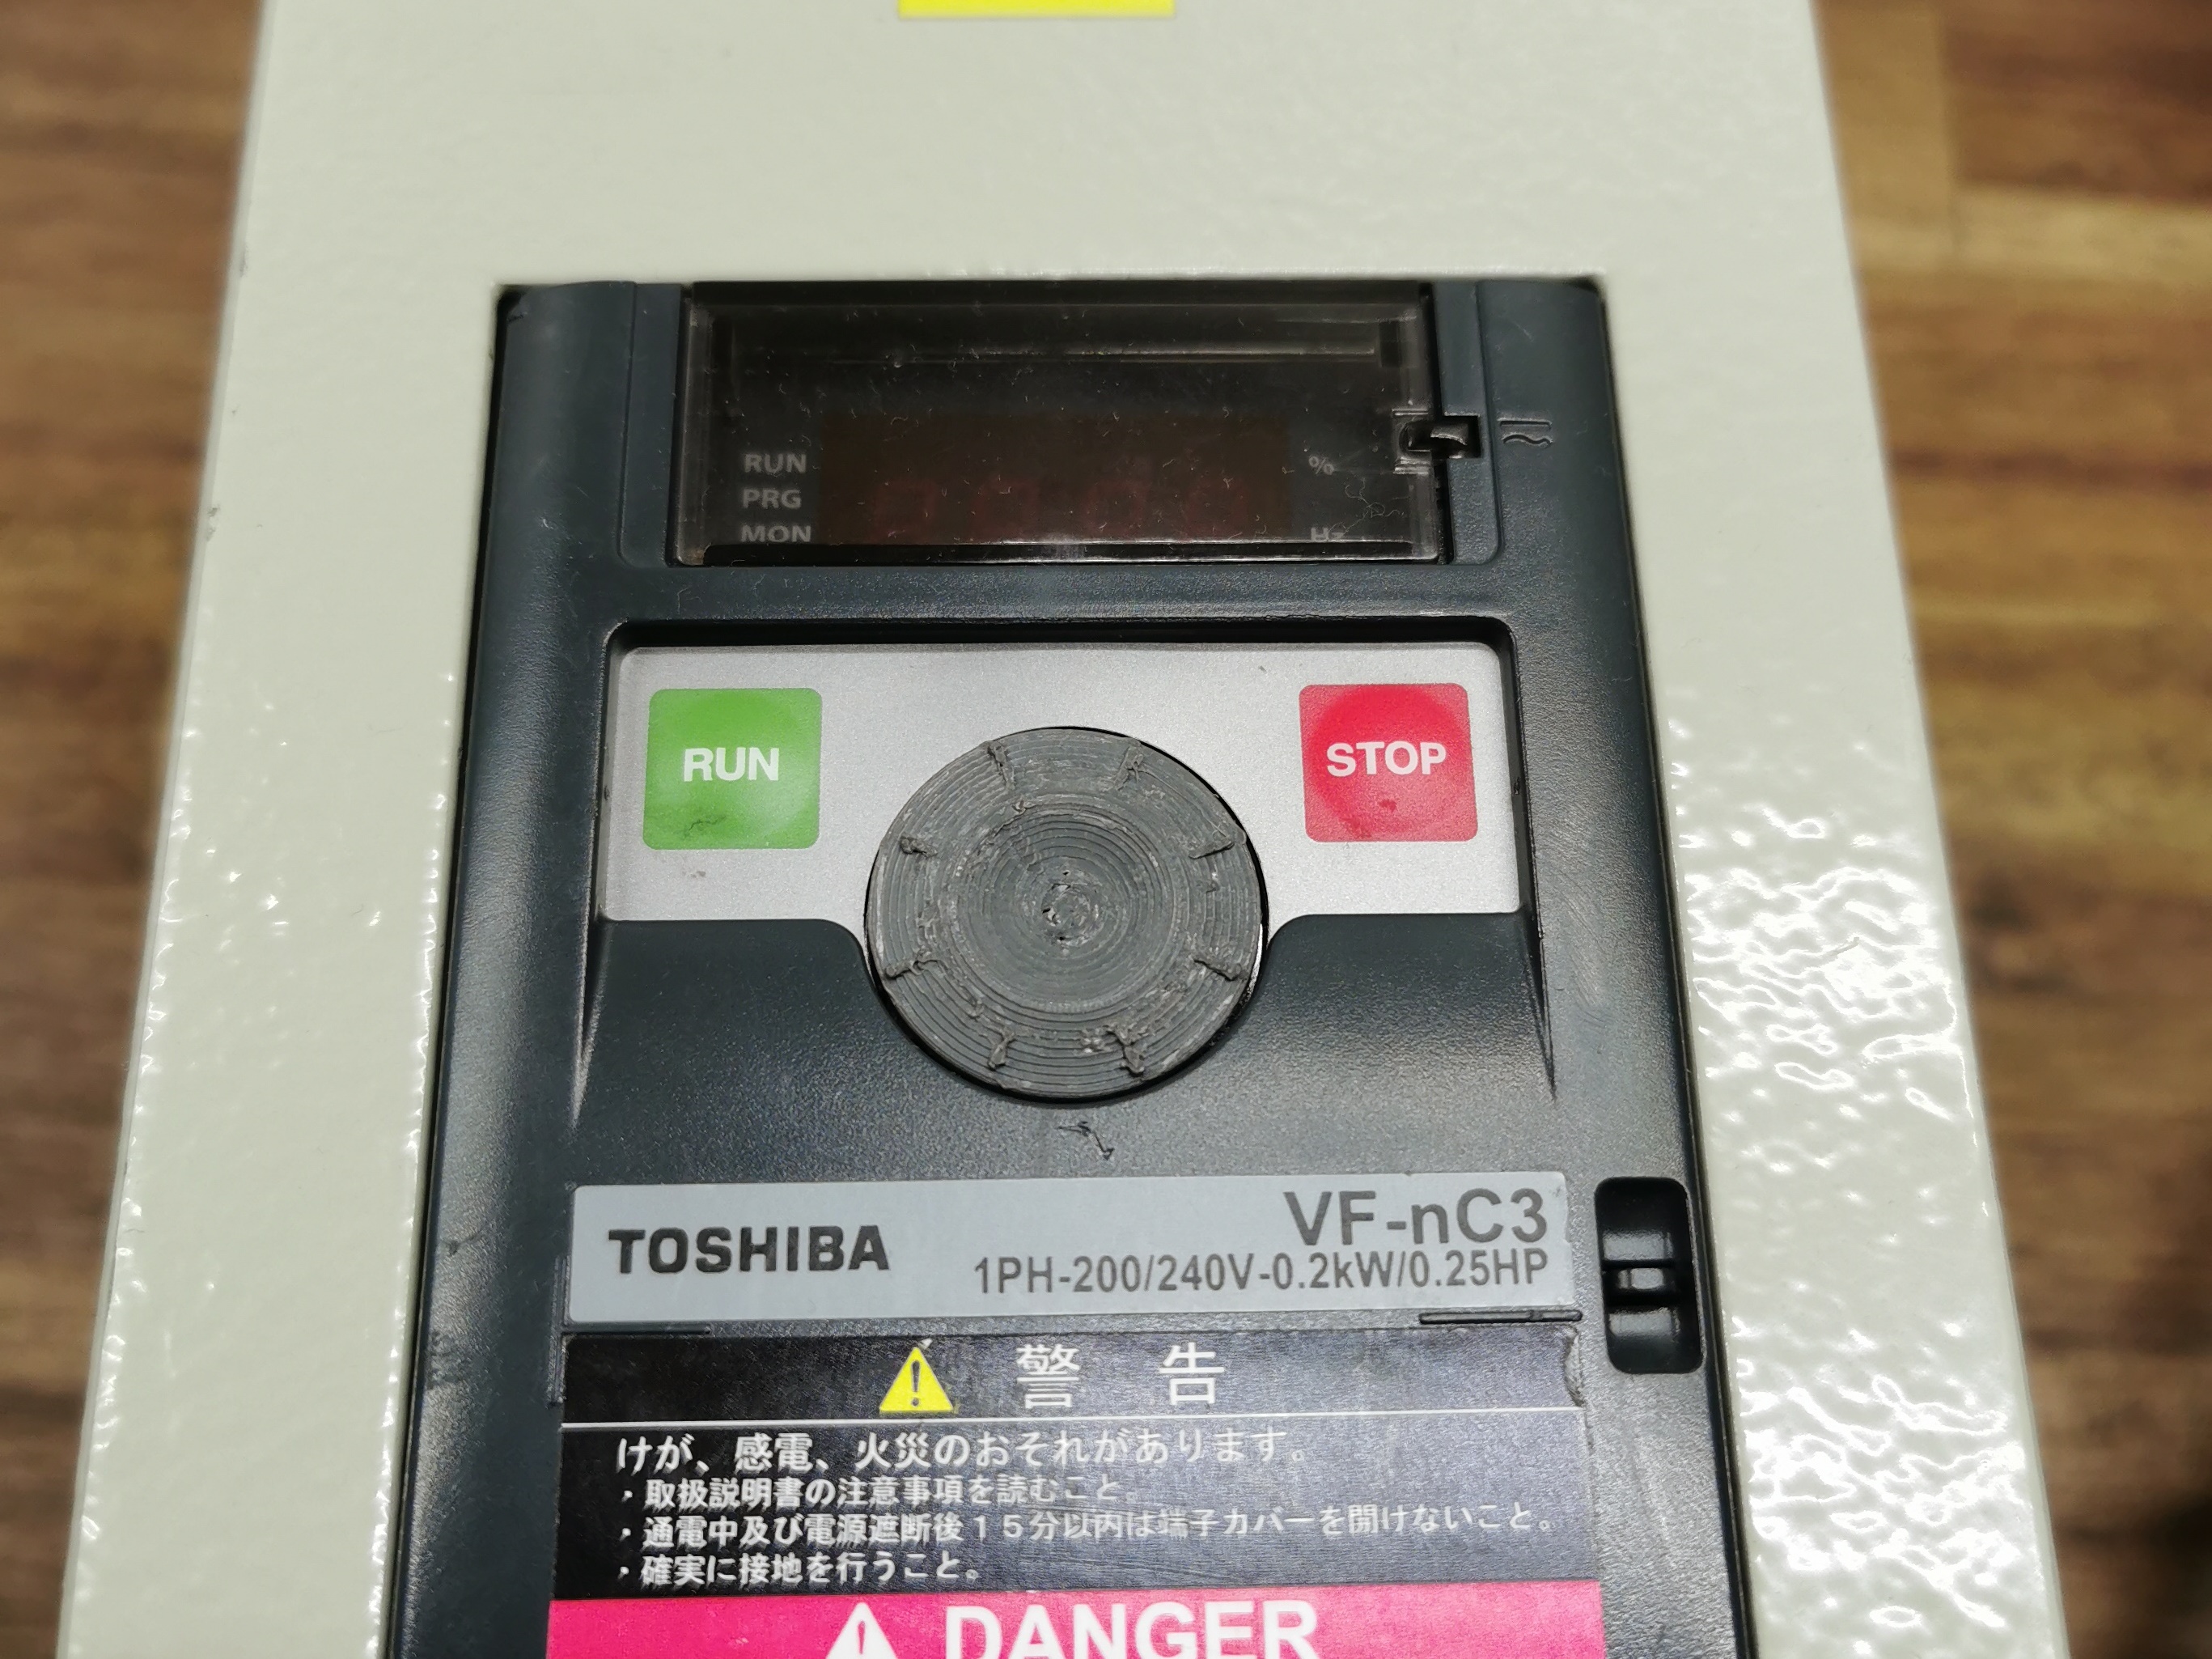 RUN
PRG
MON
%
Hz
RUN
STOP
TOSHIBA
VF-nC3
1PH-200/240V-0.2kW/0.25HP
警告
けが、感電、火災のおそれがあります。
・取扱説明書の注意事項を読むこと。
・通電中及び電源遮断後15分以内は端子カバーを開けないこと。
・確実に接地を行うこと。
DANGER